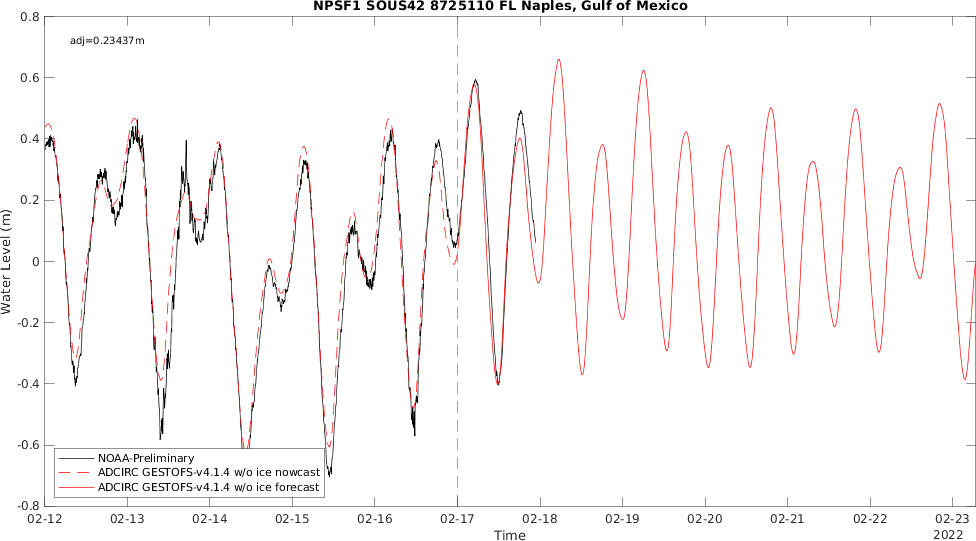 NPSF1 SOUS42 8725110 FL Naples, Gulf of Mexico
adj=0.23437m
0.8
0.6
0.4
0.2
0
-0.2
-0.4
-0.6
-0.8
Water Level (m)
NOAA-Preliminary
ADCIRC GESTOFS-v4.1.4 w/o ice nowcast
ADCIRC GESTOFS-v4.1.4 w/o ice forecast
02-12 02-13 02-14 02-15 02-16 02-17 02-18 02-19 02-20 02-21 02-22 02-23
Time
2022